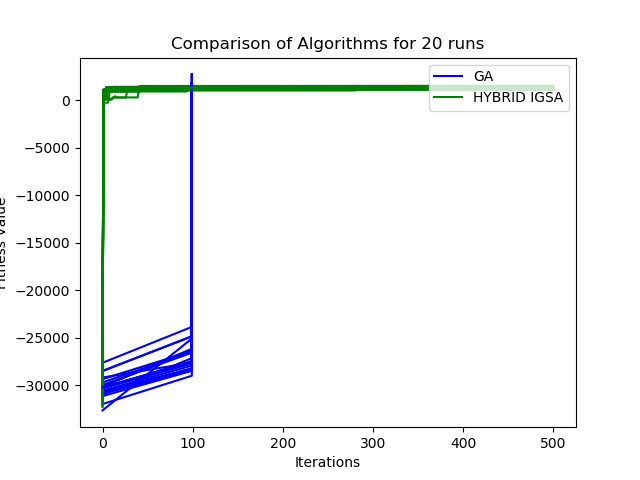 Comparison of Algorithms for 20 runs
GA
HYBRID IGSA
0
−5000
−10000
−15000
−20000
−25000
−30000
Fitness Value
0 100 200 300 400 500
Iterations